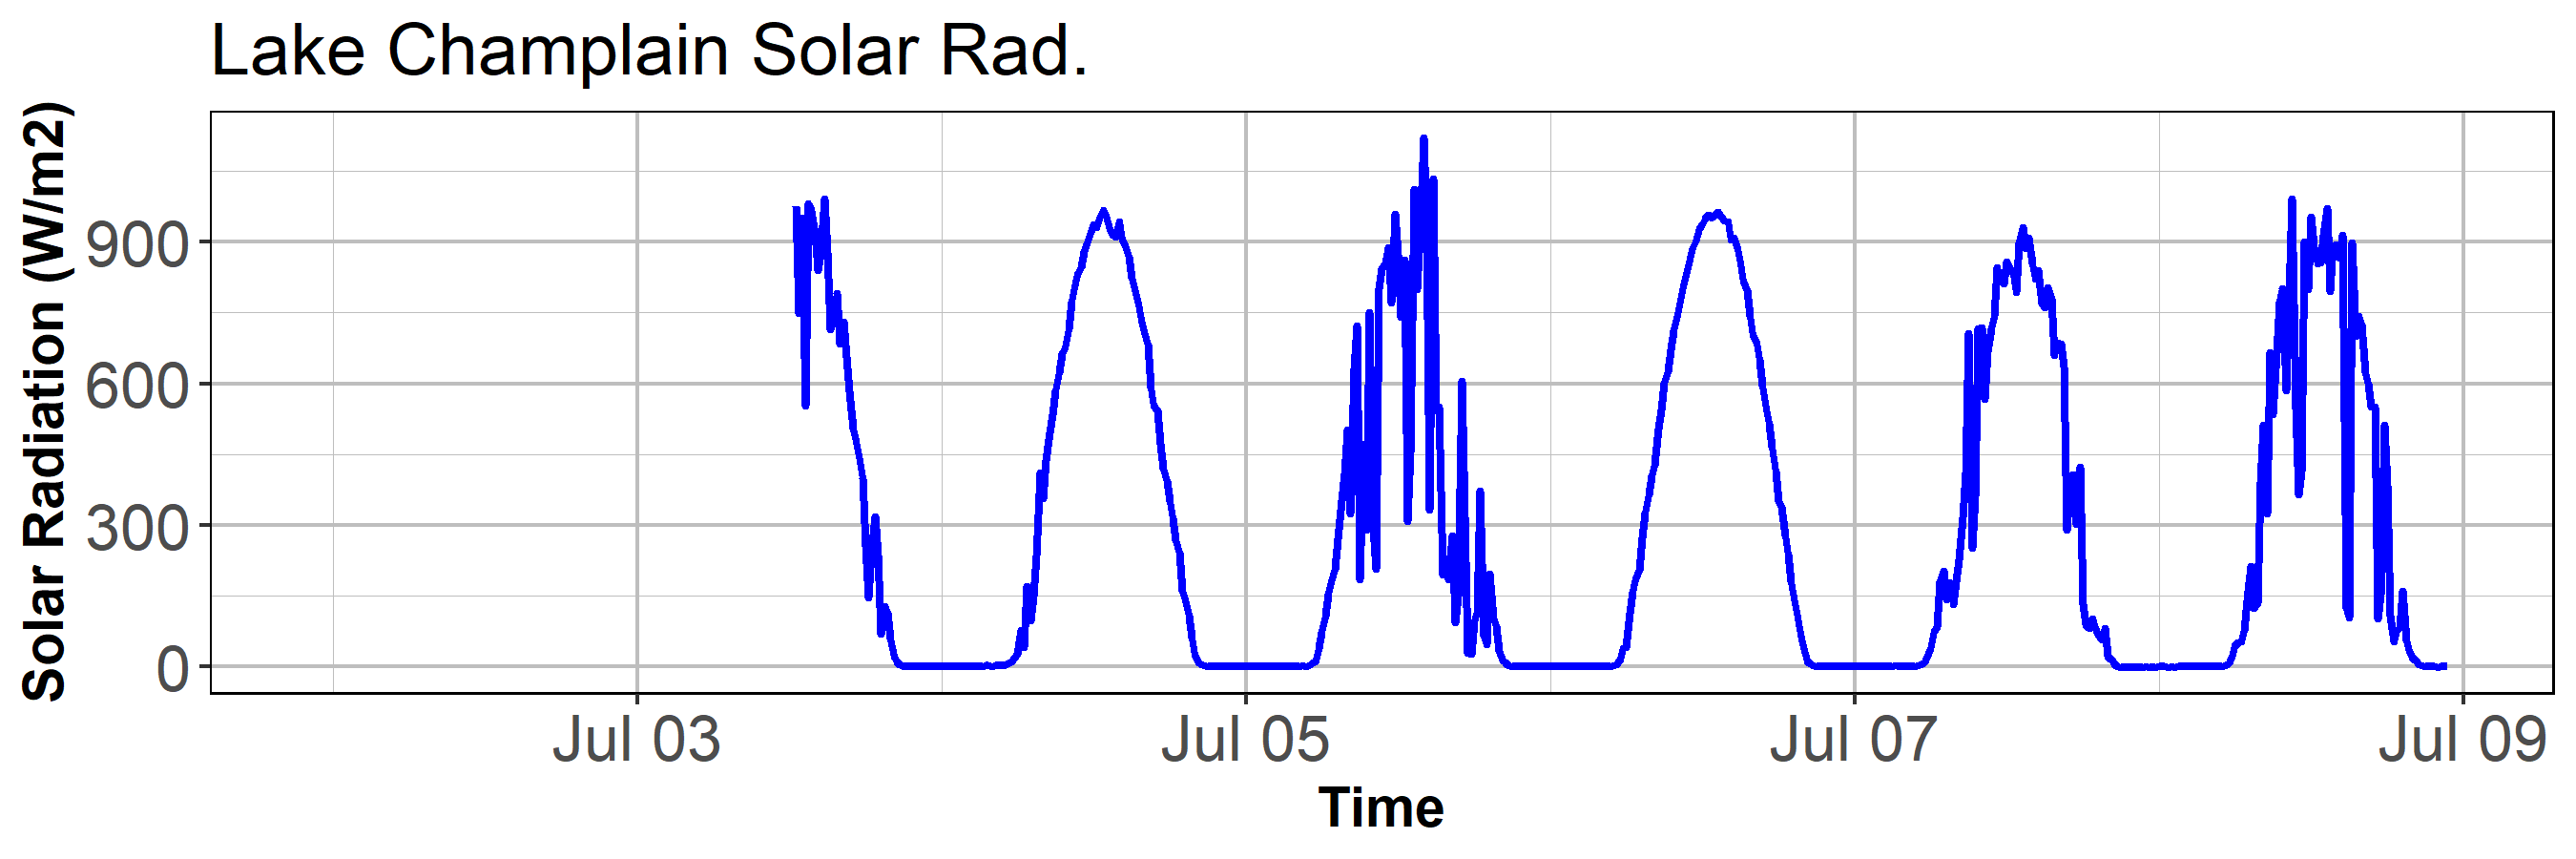 Lake Champlain Solar Rad.
Solar Radiation (W/m2)
900
600
300
0
Jul 03 Jul 05 Jul 07 Jul 09
Time